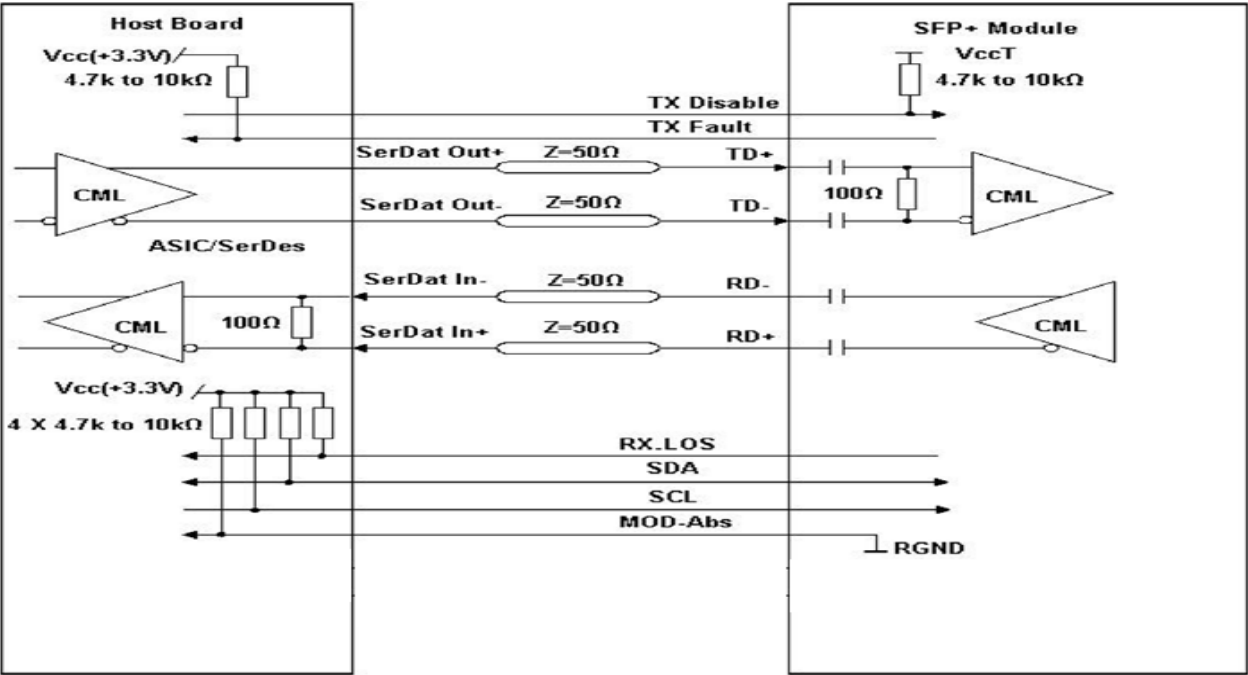 Host Board
SFP+ Module
Vcc(+3.3V)
VccT
4.7k to 10kΩ
4.7k to 10kΩ
TX Disable
TX Fault
SerDat Out+
Z=50Ω
TD+
CML
100Ω
CML
SerDat Out-
Z=50Ω
TD-
ASIC/SerDes
SerDat In-
Z=50Ω
RD-
CML
100Ω
SerDat In+
Z=50Ω
RD+
CML
Vcc(+3.3V)
4 X 4.7k to 10kΩ
RX.LOS
SDA
SCL
MOD-Abs
RGND